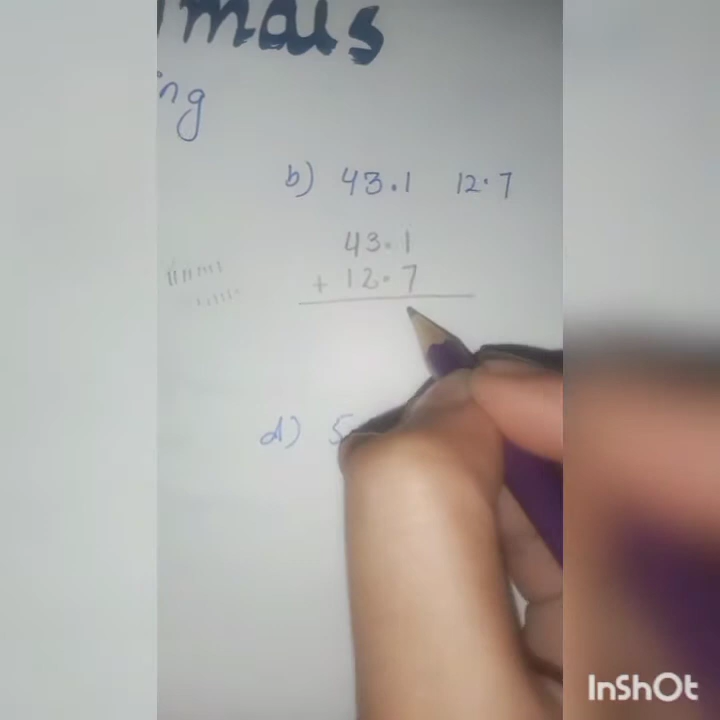 mals
ng
b) 43.1 12.7
43.1
+ 12.7
d) 5
InShOt